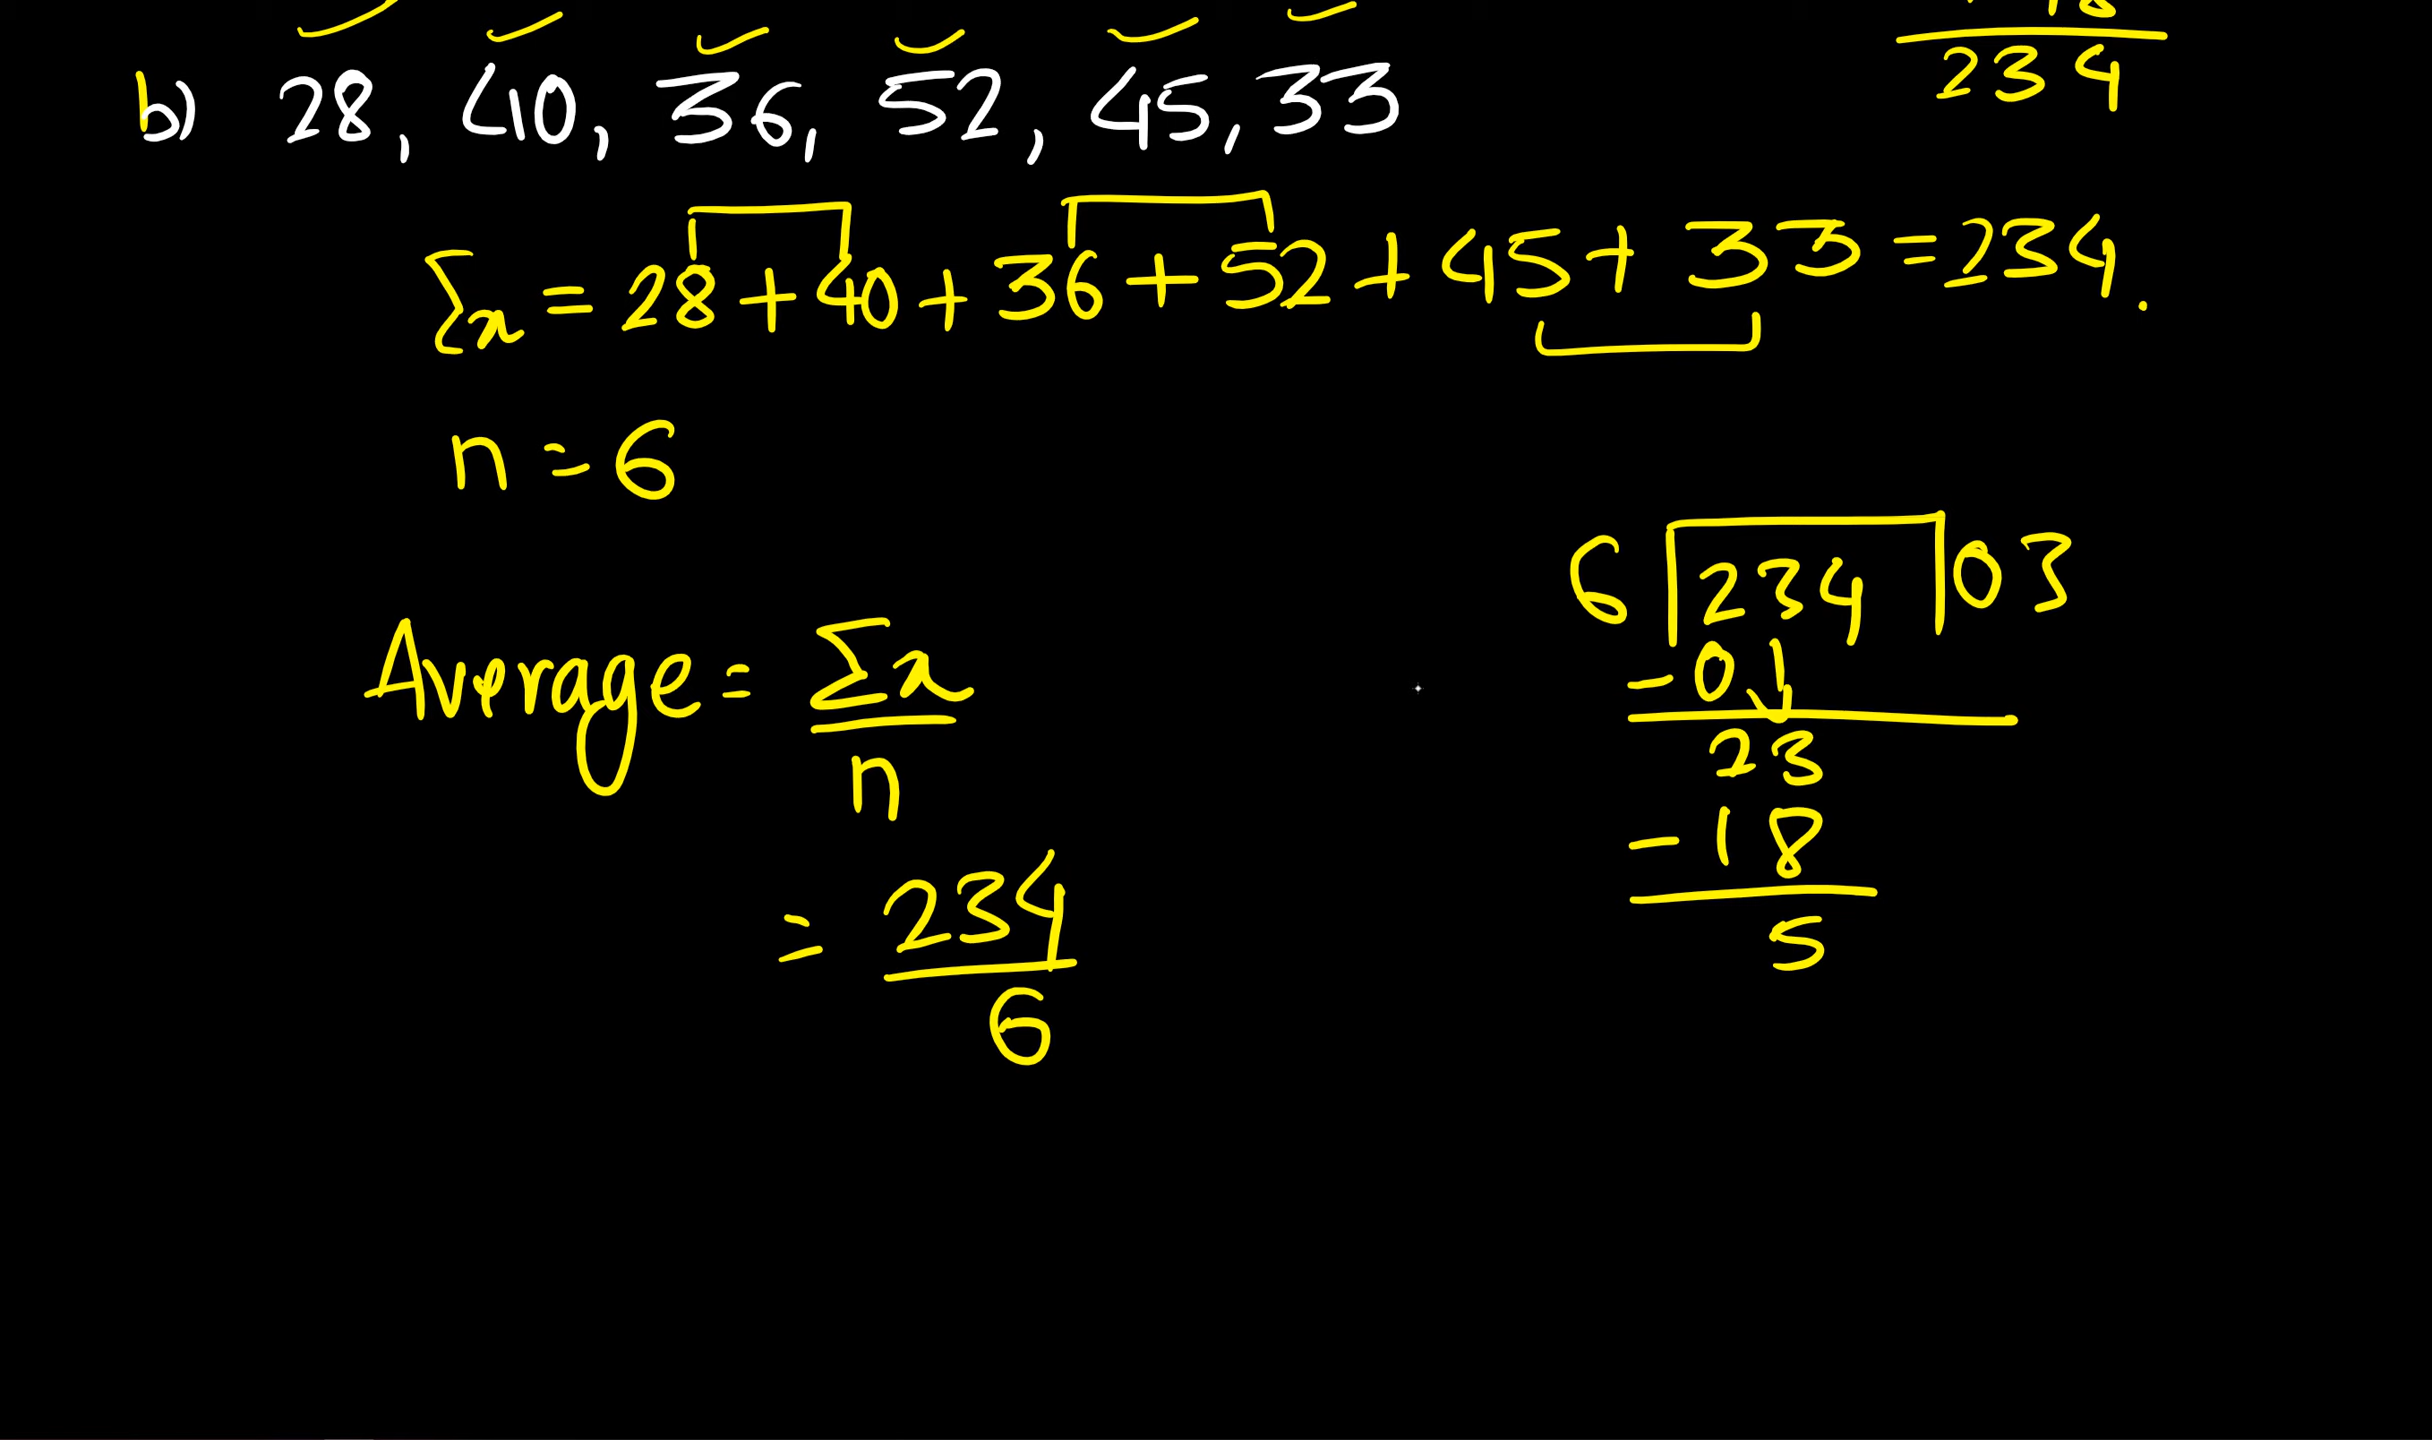 234
b) 28, 40, 36, 52, 45, 33
Σx = 28 + 40 + 36 + 52 + 45 + 33 = 234.
n = 6
6 234 03
- 0
Average = Σx
n
23
- 18
= 234
6
5